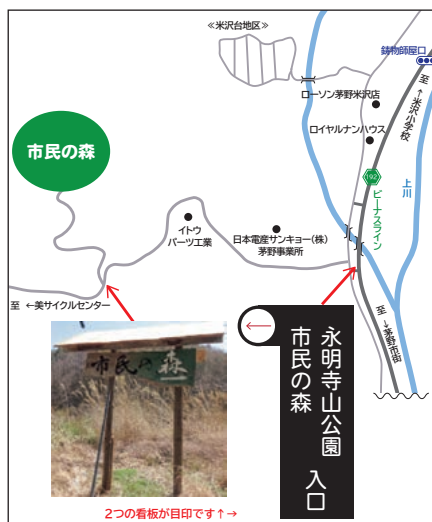 ≪米沢台地区≫
鋳物師屋口
至
↑米沢小学校
ローソン茅野米沢店
ロイヤルナンハウス
192
ビーナスライン
上川
市民の森
イトウ
パーツ工業
日本電産サンキョー(株)
茅野事業所
至 ←美サイクルセンター
至
↓茅野市街
←
永明寺山公園
市民の森
入口
市民の森
2つの看板が目印です↑→